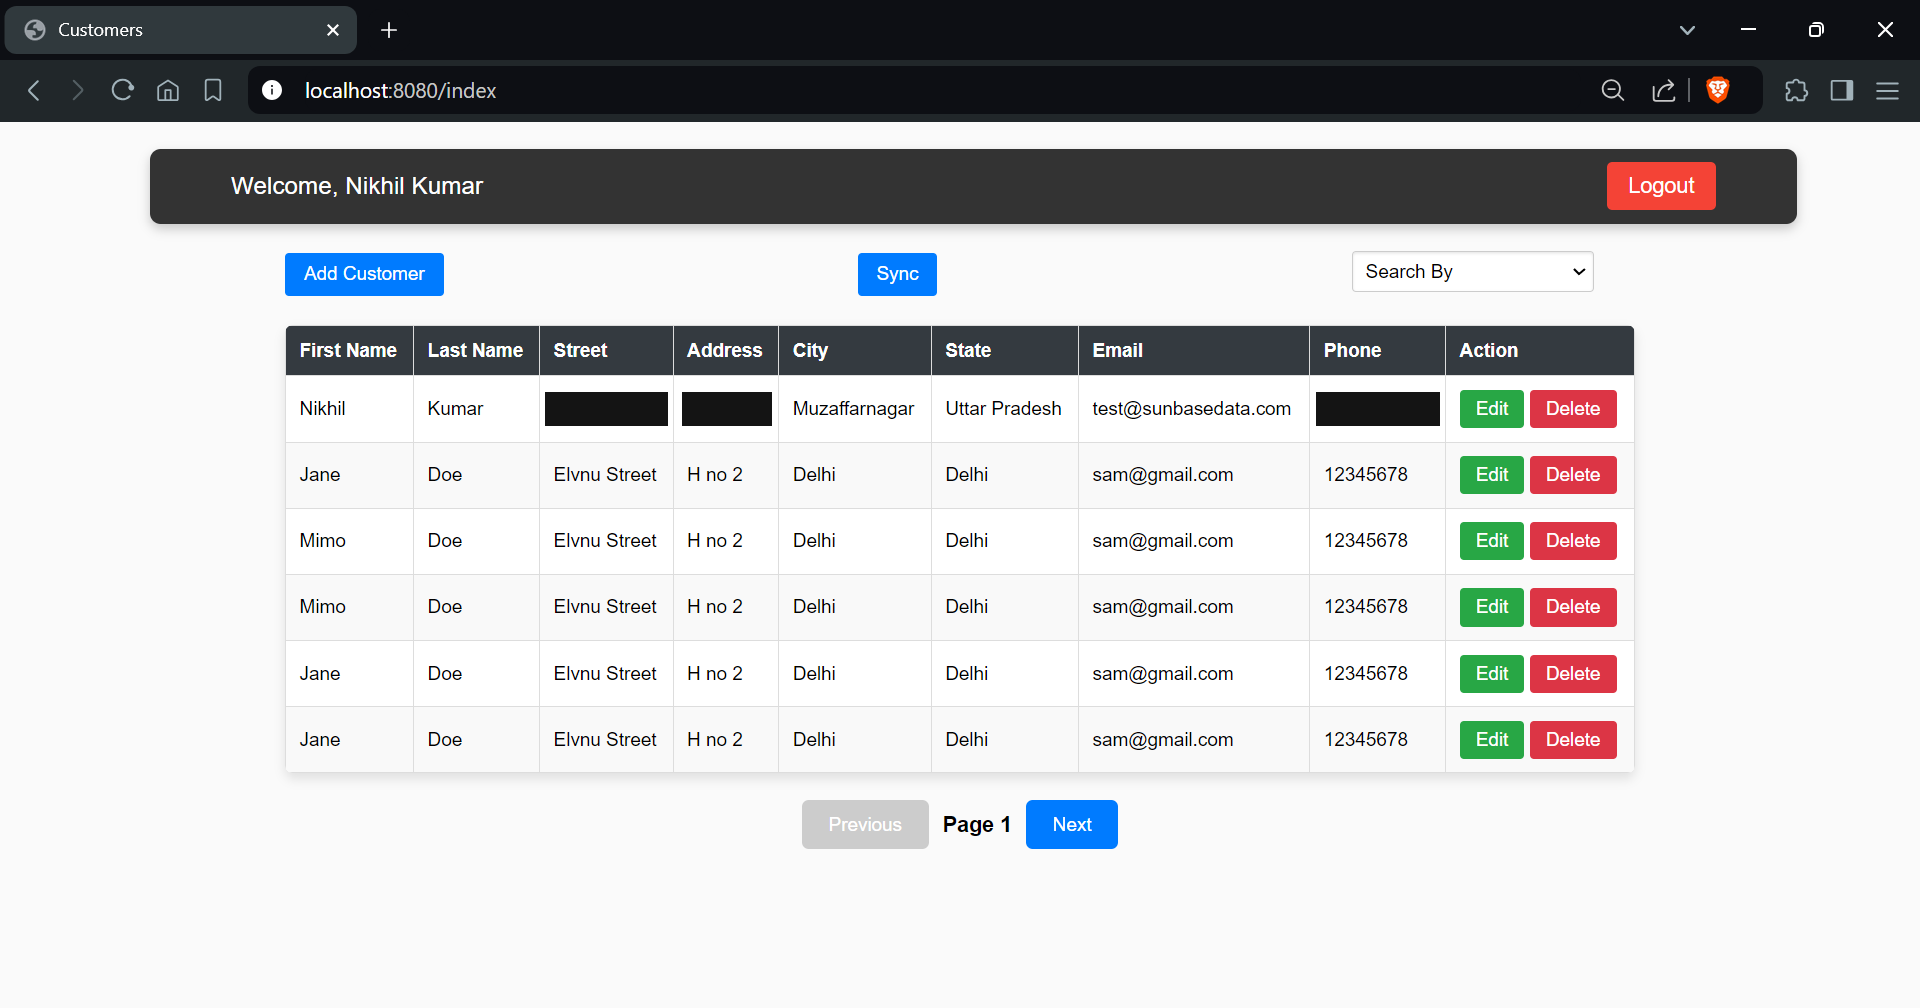 Customers
localhost:8080/index
Welcome, Nikhil Kumar Logout
Add Customer Sync Search By
First Name Last Name Street Address City State Email Phone Action
Nikhil Kumar Muzaffarnagar Uttar Pradesh test@sunbasedata.com Edit Delete
Jane Doe Elvnu Street H no 2 Delhi Delhi sam@gmail.com 12345678 Edit Delete
Mimo Doe Elvnu Street H no 2 Delhi Delhi sam@gmail.com 12345678 Edit Delete
Mimo Doe Elvnu Street H no 2 Delhi Delhi sam@gmail.com 12345678 Edit Delete
Jane Doe Elvnu Street H no 2 Delhi Delhi sam@gmail.com 12345678 Edit Delete
Jane Doe Elvnu Street H no 2 Delhi Delhi sam@gmail.com 12345678 Edit Delete
Previous Page 1 Next